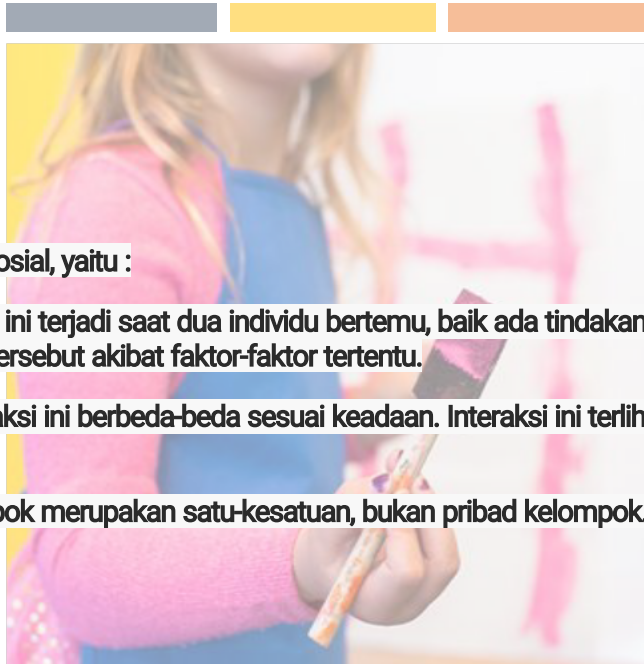 osial, yaitu :
ini terjadi saat dua individu bertemu, baik ada tindakan
ersebut akibat faktor-faktor tertentu.
aksi ini berbeda-beda sesuai keadaan. Interaksi ini terlih
pok merupakan satu-kesatuan, bukan pribad kelompok.